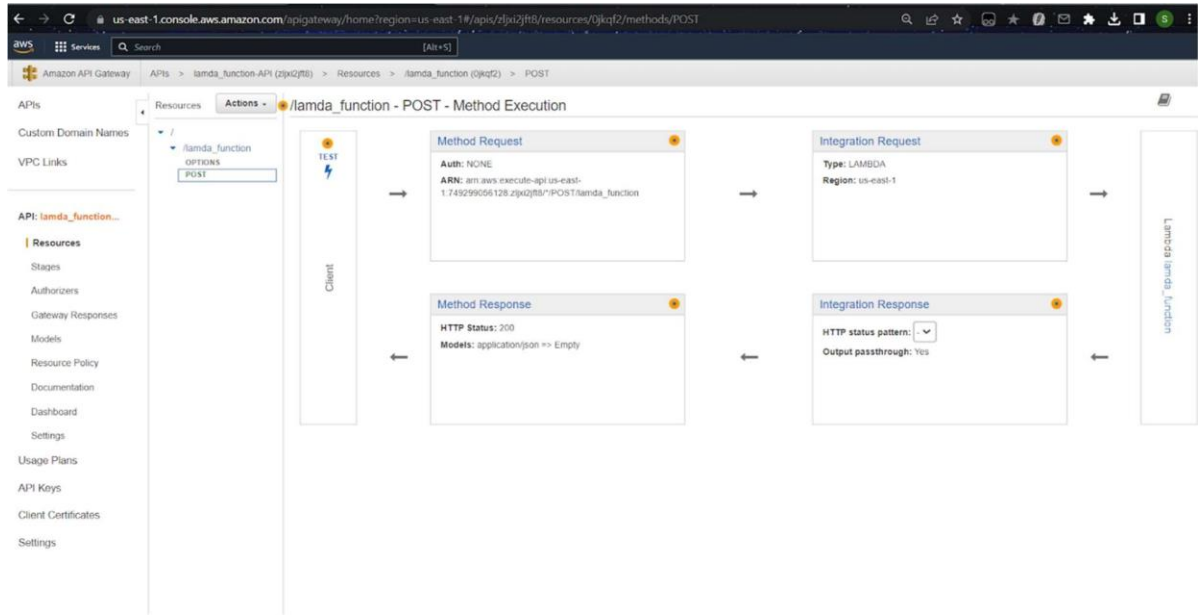 us-east-1.console.aws.amazon.com/apigateway/home?region=us-east-1#/apis/zljxi2jft8/resources/0jkqf2/methods/POST
S
aws
Services
Search
[Alt+S]
Amazon API Gateway
APIs > lamda_function-API (zljxi2jft8) > Resources > /lamda_function (0jkqf2) > POST
APIs
Custom Domain Names
VPC Links
API: lamda_function...
Resources
Stages
Authorizers
Gateway Responses
Models
Resource Policy
Documentation
Dashboard
Settings
Usage Plans
API Keys
Client Certificates
Settings
Resources
Actions
/
/lamda_function
OPTIONS
POST
/lamda_function - POST - Method Execution
TEST
Client
Method Request
Auth: NONE
ARN: arn:aws:execute-api:us-east-
1:749299056128:zljxi2jft8/*/POST/lamda_function
Integration Request
Type: LAMBDA
Region: us-east-1
Lambda lamda_function
Method Response
HTTP Status: 200
Models: application/json => Empty
Integration Response
HTTP status pattern: -
Output passthrough: Yes